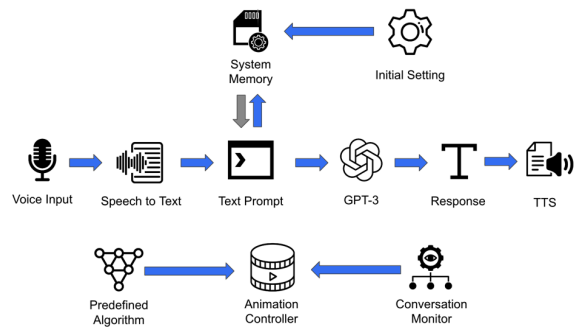 System
Memory
Initial Setting
Voice Input
Speech to Text
Text Prompt
GPT-3
Response
TTS
Predefined
Algorithm
Animation
Controller
Conversation
Monitor